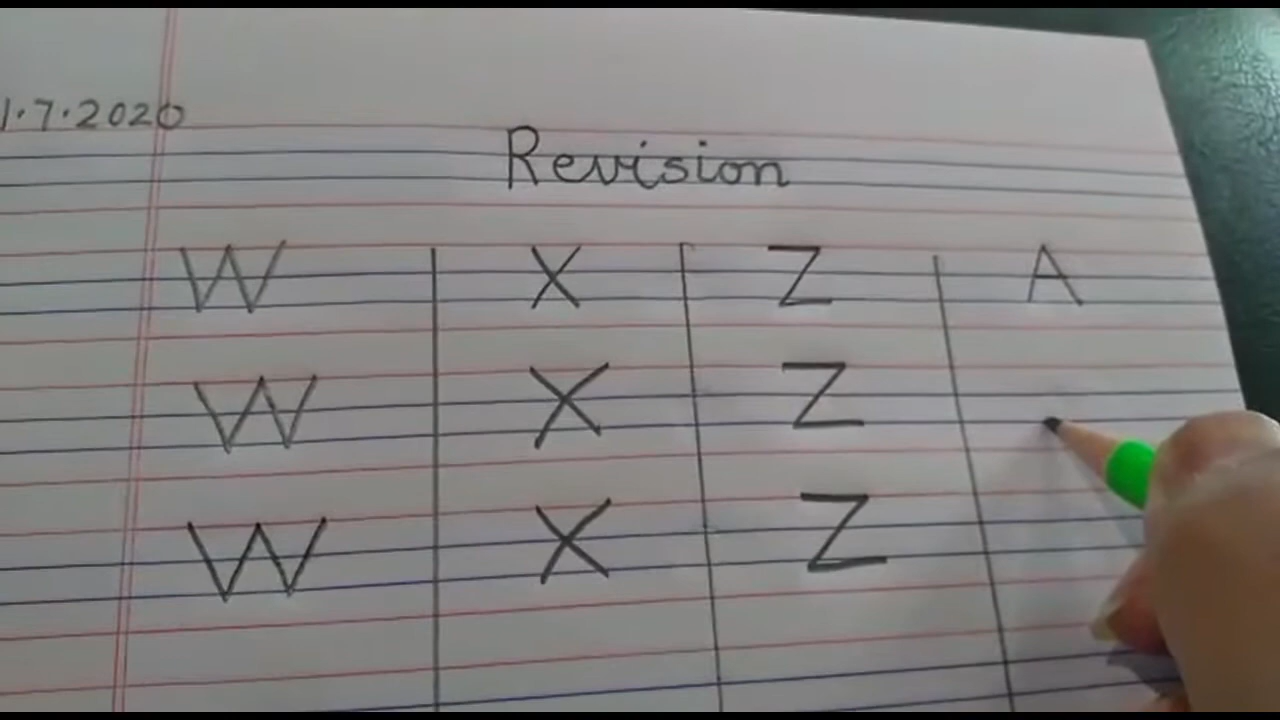 1.7.2020
Revision
W X Z A
W X Z
W X Z